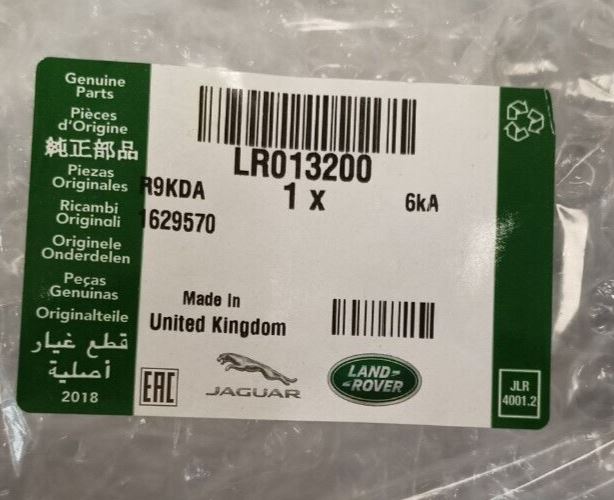 Genuine
Parts
Pièces
d'Origine
純正部品
Piezas
Originales
Ricambi
Originali
Originele
Onderdelen
Peças
Genuinas
Originalteile
قطع غيار
أصلية
2018
LR013200
R9KDA
1 x
6kA
1629570
Made In
United Kingdom
EAC
JAGUAR
LAND-
-ROVER
JLR
4001.2